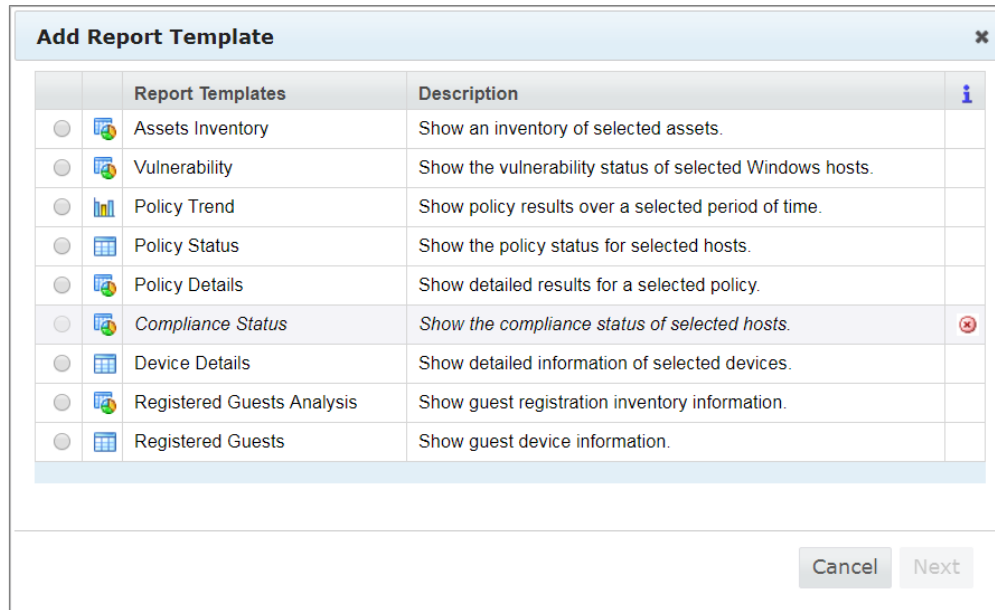 Add Report Template
Report Templates Description
Assets Inventory Show an inventory of selected assets.
Vulnerability Show the vulnerability status of selected Windows hosts.
Policy Trend Show policy results over a selected period of time.
Policy Status Show the policy status for selected hosts.
Policy Details Show detailed results for a selected policy.
Compliance Status Show the compliance status of selected hosts.
Device Details Show detailed information of selected devices.
Registered Guests Analysis Show guest registration inventory information.
Registered Guests Show guest device information.
Cancel Next